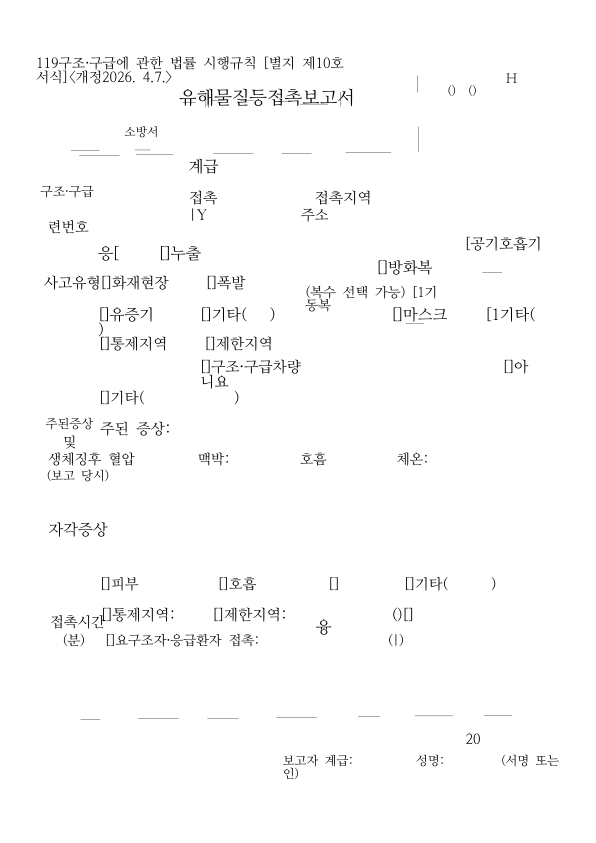 119구조·구급에 관한 법률 시행규칙 [별지 제10호
서식]<개정2026. 4.7.>
H
() ()
유해물질등접촉보고서
소방서
계급
구조·구급
접촉 접촉지역
|Y 주소
련번호
응[ []누출 [공기호흡기
[]방화복
사고유형[]화재현장 []폭발 (복수 선택 가능) [1기
동복
[]유증기 []기타( ) []마스크 [1기타(
)
[]통제지역 []제한지역
[]구조·구급차량 []아
니요
[]기타( )
주된증상 주된 증상:
및
생체징후 혈압 맥박: 호흡 체온:
(보고 당시)
자각증상
[]피부 []호흡 [] []기타( )
접촉시간 []통제지역: []제한지역: ()[]
융
(분) []요구조자·응급환자 접촉: (|)
20
보고자 계급: 성명: (서명 또는
인)